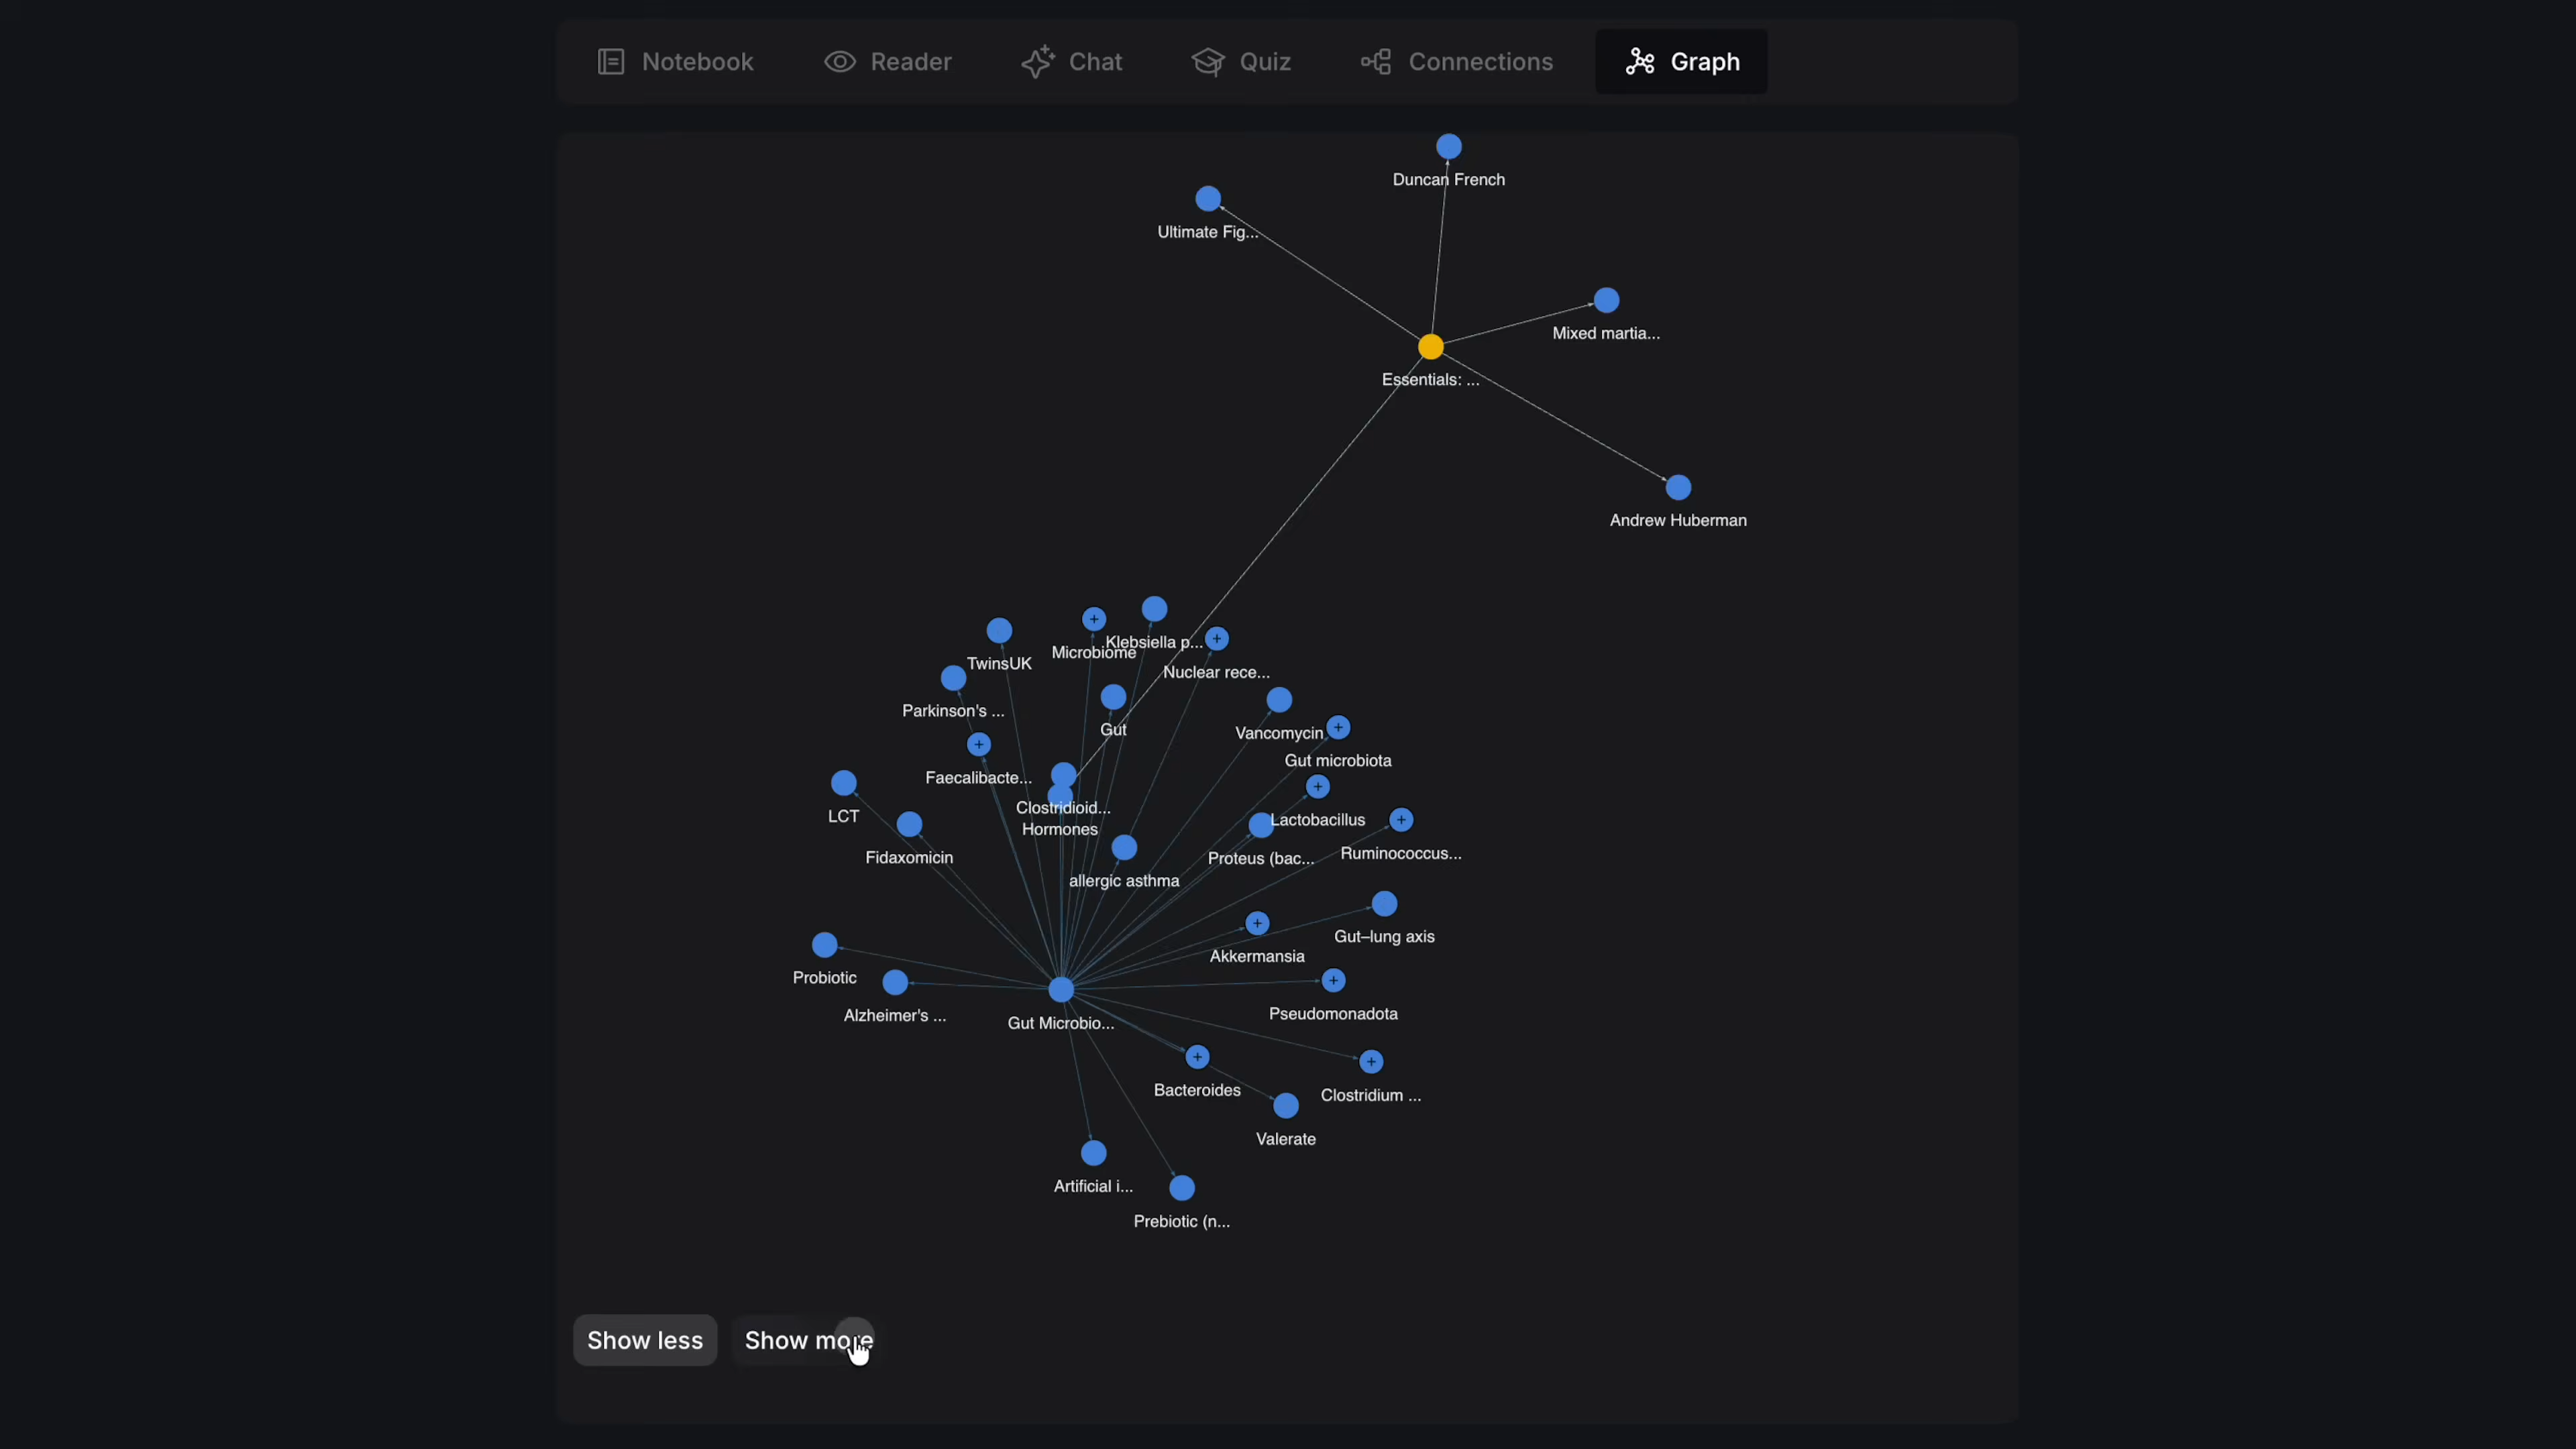 Notebook
Reader
Chat
Quiz
Connections
Graph
Duncan French
Ultimate Fig...
Mixed martia...
Essentials: ...
Andrew Huberman
Klebsiella p...
Microbiome
TwinsUK
Nuclear rece...
Parkinson's ...
Gut
Vancomycin
Gut microbiota
Faecalibacte...
Clostridioid...
LCT
Lactobacillus
Hormones
Ruminococcus...
Fidaxomicin
Proteus (bac...
allergic asthma
Gut–lung axis
Akkermansia
Probiotic
Pseudomonadota
Alzheimer's ...
Gut Microbio...
Bacteroides
Clostridium ...
Valerate
Artificial i...
Prebiotic (n...
Show less
Show more